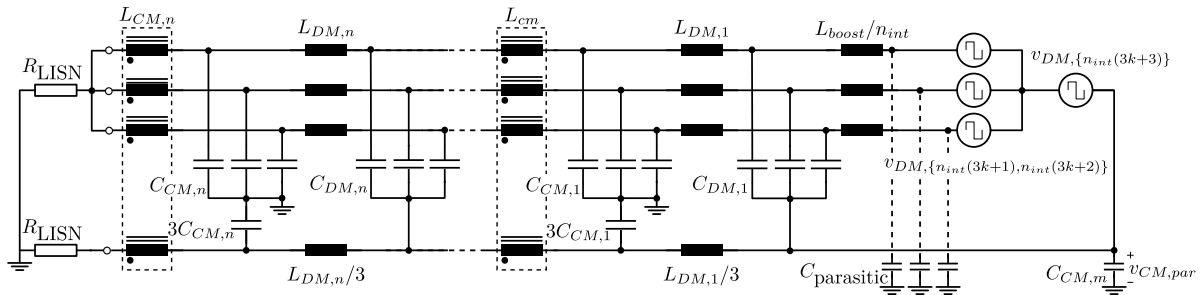 L_{CM,n}
L_{DM,n}
L_{cm}
L_{DM,1}
L_{boost}/n_{int}
v_{DM,\{n_{int}(3k+3)\}}
R_{LISN}
v_{DM,\{n_{int}(3k+1),n_{int}(3k+2)\}}
C_{CM,n}
C_{DM,n}
C_{CM,1}
C_{DM,1}
R_{LISN}
3C_{CM,n}
3C_{CM,1}
L_{DM,n}/3
L_{DM,1}/3
C_{parasitic}
C_{CM,m}
+
v_{CM,par}
-